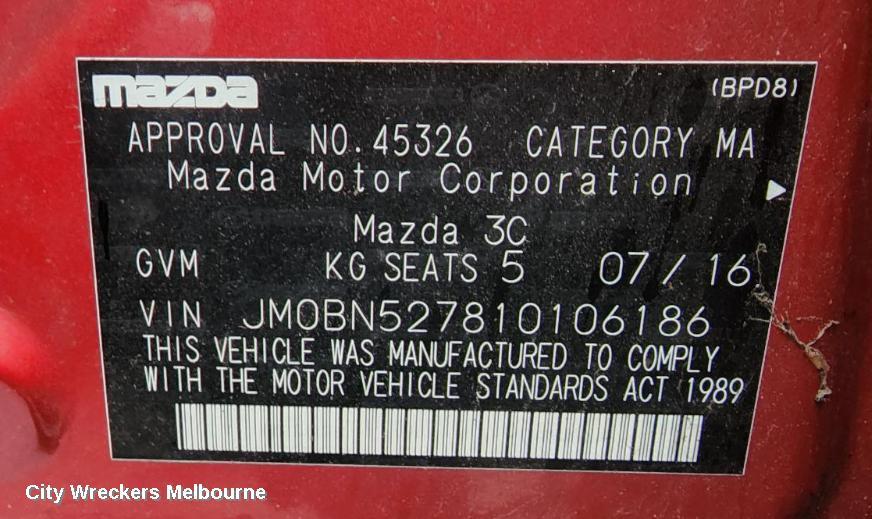 mazda (BPD8)
APPROVAL NO. 45326 CATEGORY MA
Mazda Motor Corporation
Mazda 3C
GVM KG SEATS 5 07 / 16
VIN JM0BN527810106186
THIS VEHICLE WAS MANUFACTURED TO COMPLY
WITH THE MOTOR VEHICLE STANDARDS ACT 1989
City Wreckers Melbourne